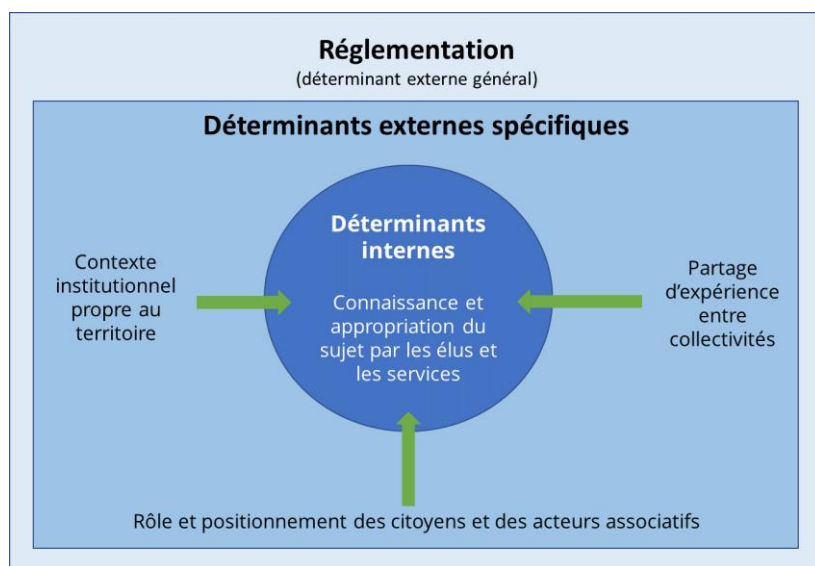 Réglementation
(déterminant externe général)
Déterminants externes spécifiques
Déterminants
internes
Connaissance et
appropriation du
sujet par les élus et
les services
Contexte
institutionnel
propre au
territoire
Partage
d'expérience
entre
collectivités
Rôle et positionnement des citoyens et des acteurs associatifs